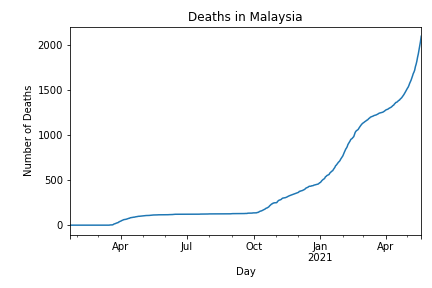 Deaths in Malaysia
Number of Deaths
2000
1500
1000
500
0
Apr Jul Oct Jan Apr
2021
Day